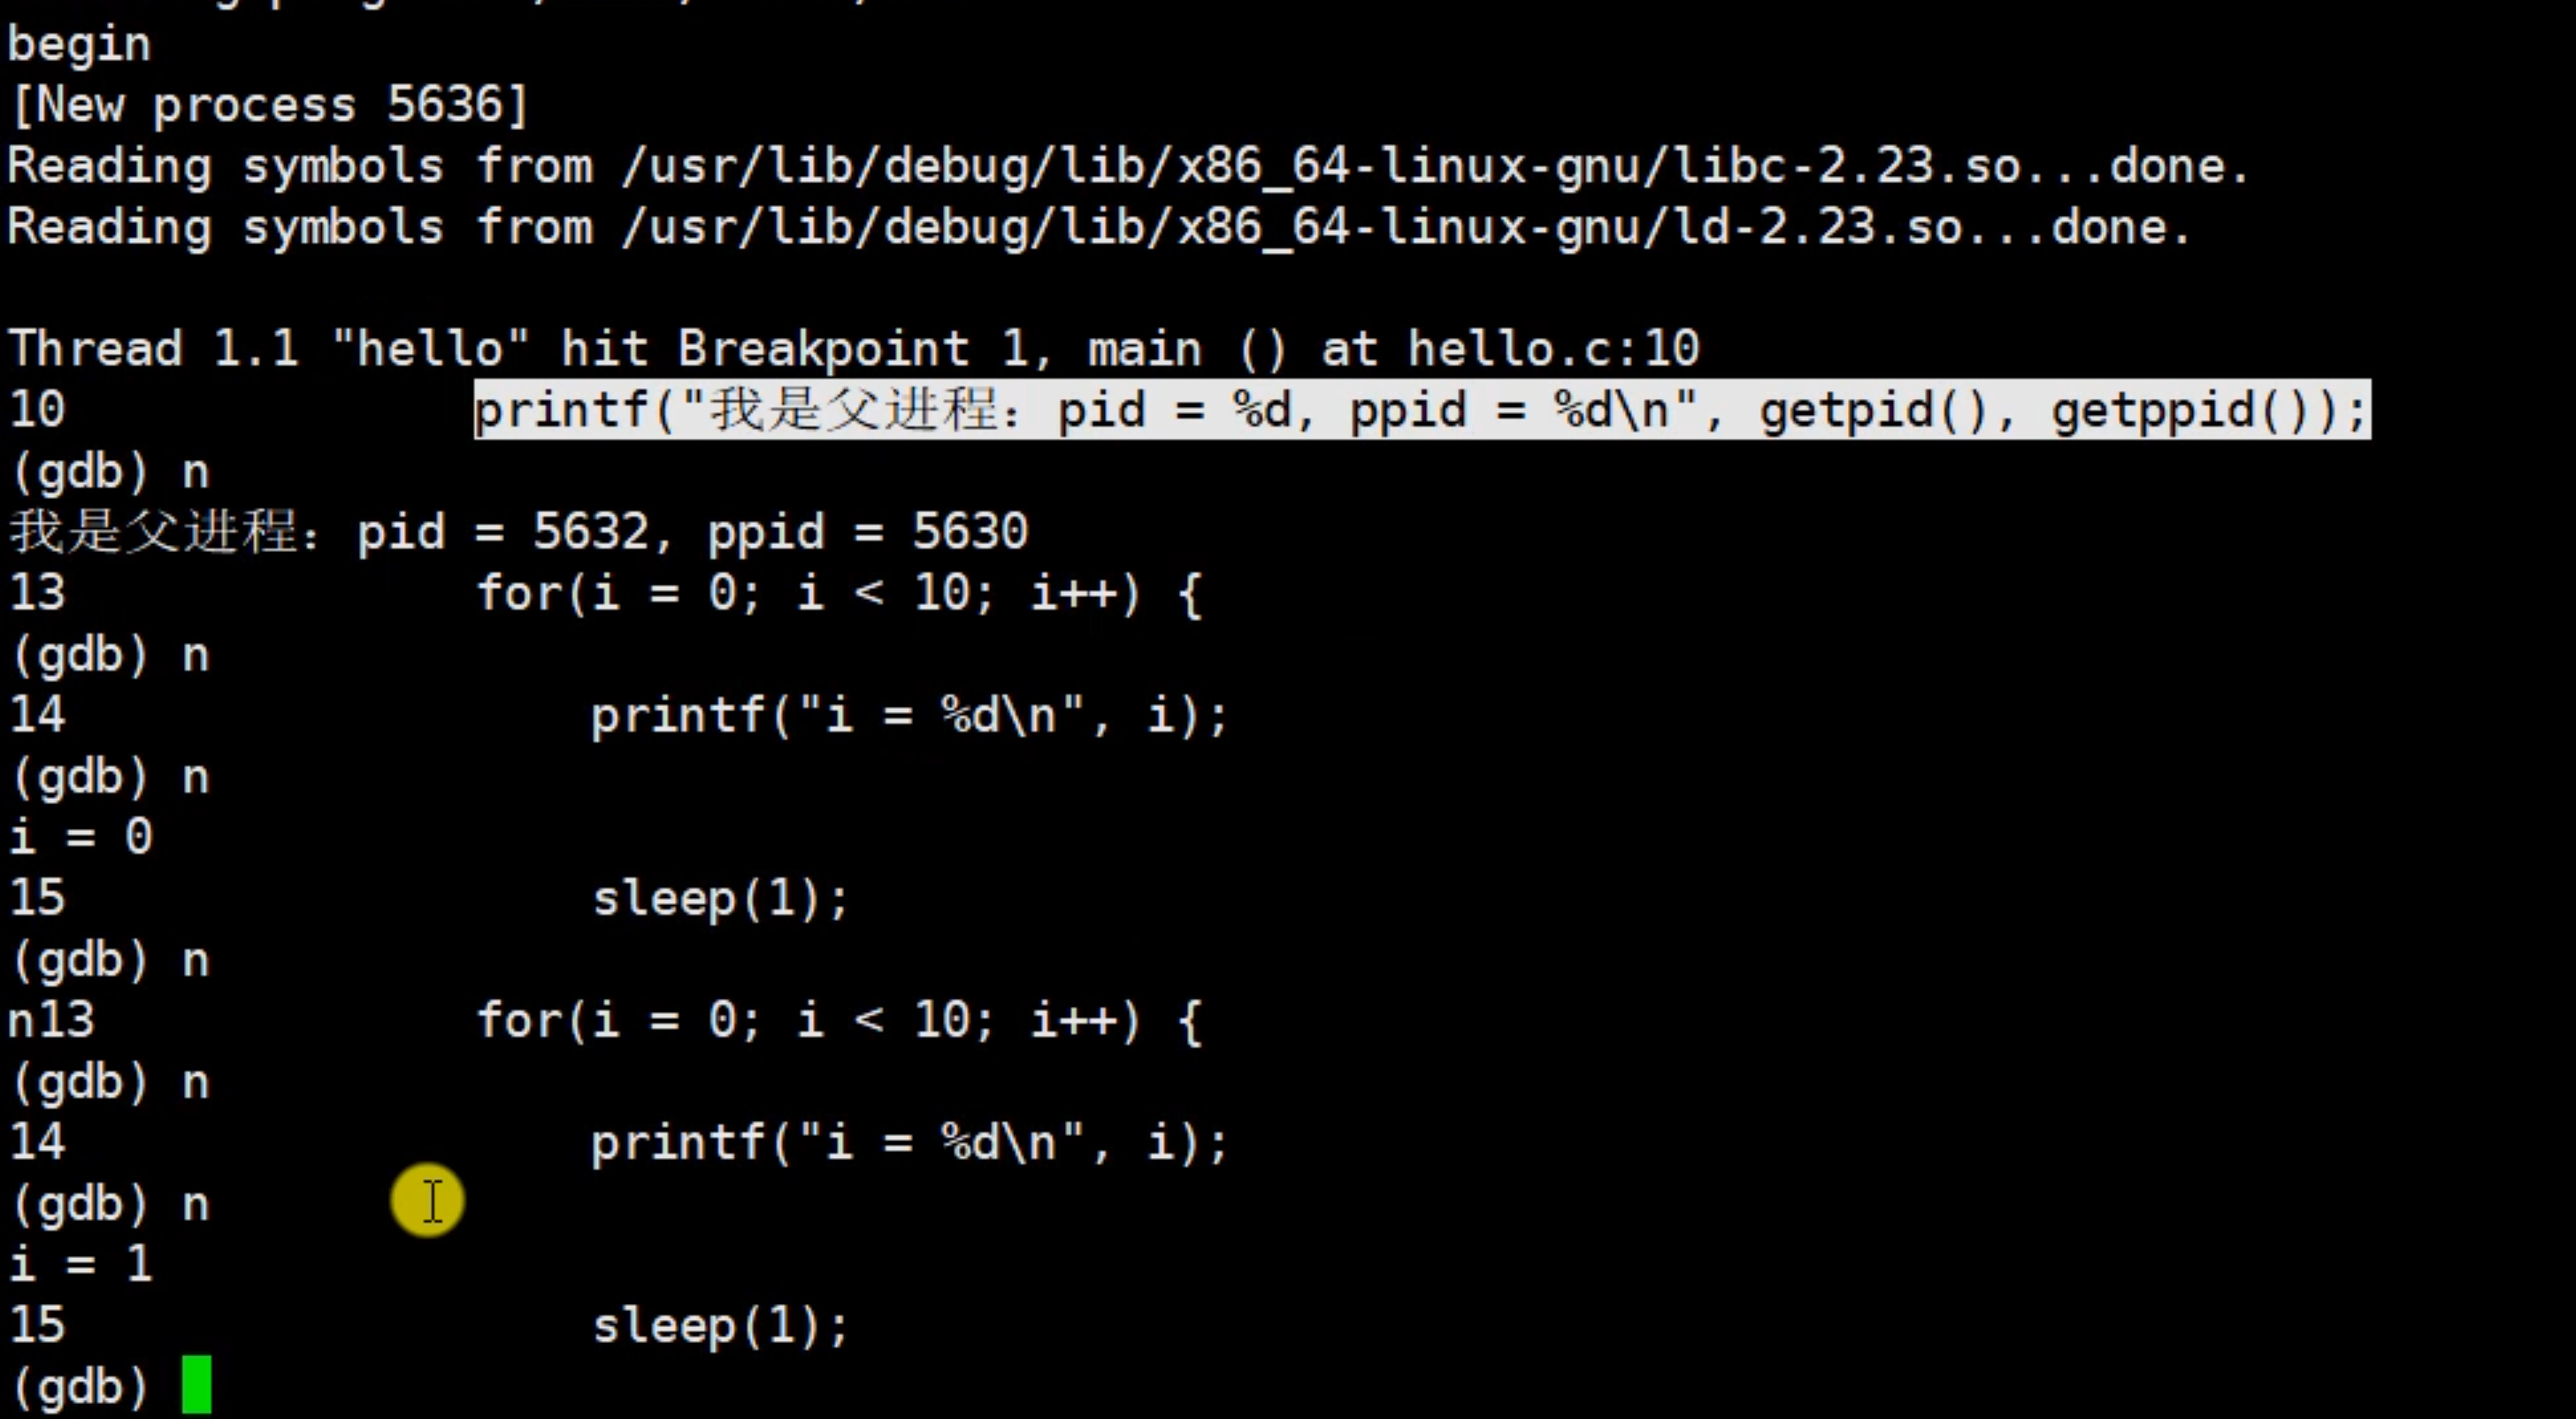 begin
[New process 5636]
Reading symbols from /usr/lib/debug/lib/x86_64-linux-gnu/libc-2.23.so...done.
Reading symbols from /usr/lib/debug/lib/x86_64-linux-gnu/ld-2.23.so...done.
Thread 1.1 "hello" hit Breakpoint 1, main () at hello.c:10
10 printf("我是父进程：pid = %d, ppid = %d\n", getpid(), getppid());
(gdb) n
我是父进程：pid = 5632, ppid = 5630
13 for(i = 0; i < 10; i++) {
(gdb) n
14 printf("i = %d\n", i);
(gdb) n
i = 0
15 sleep(1);
(gdb) n
n13 for(i = 0; i < 10; i++) {
(gdb) n
14 printf("i = %d\n", i);
(gdb) n
i = 1
15 sleep(1);
(gdb)